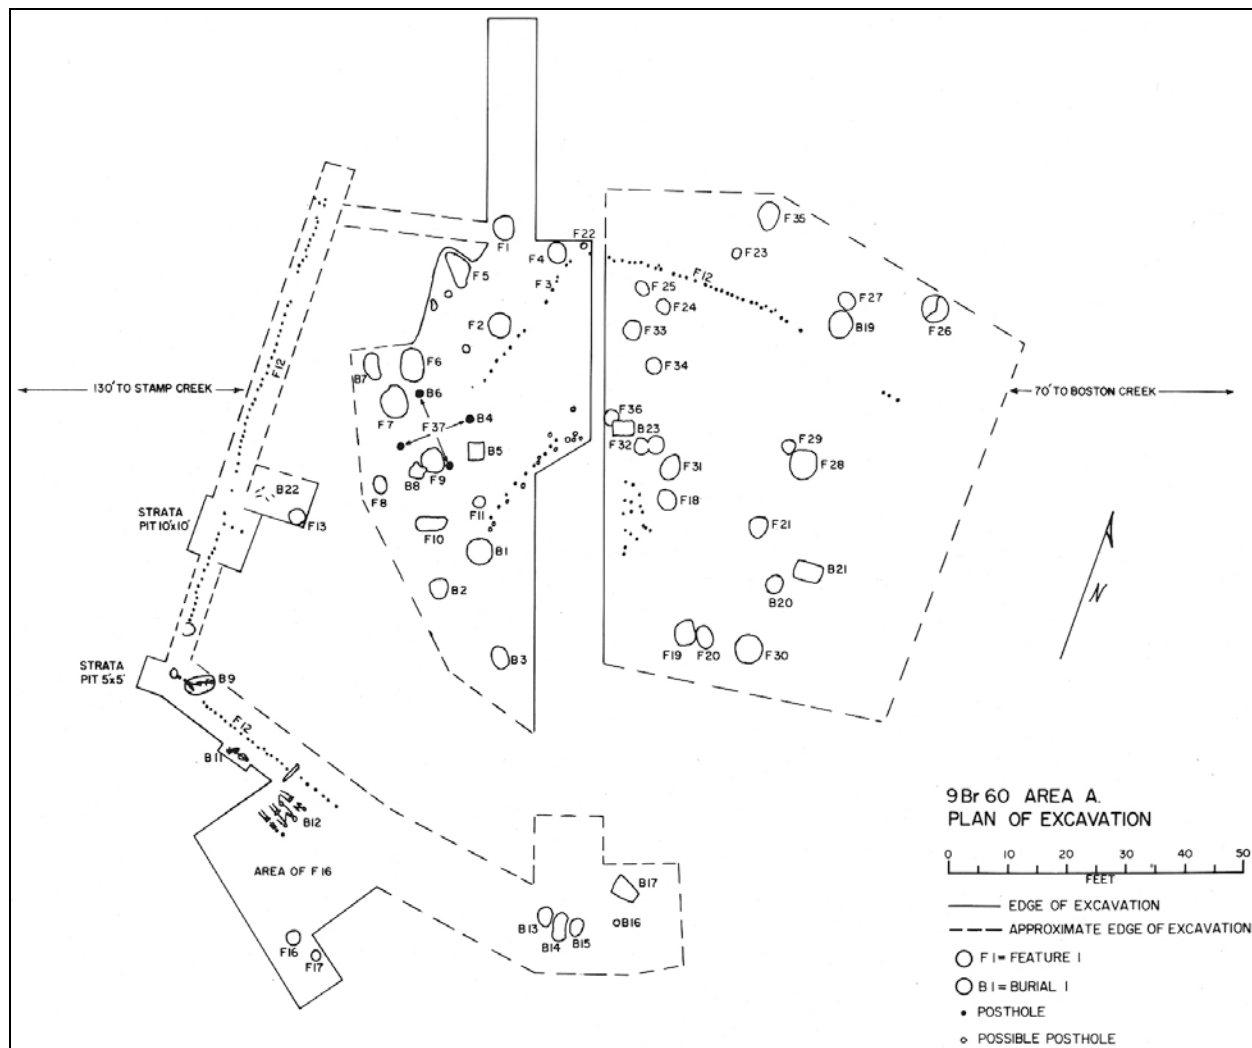 F1
F4
F22
F5
F3
F2
B7
F6
B6
F7
B4
F37
B5
B8
F9
F8
F11
F10
B1
B2
B3
F35
F23
F12
F25
F24
F27
F33
B19
F26
F34
F36
B23
F32
F31
F29
F28
F18
F21
B21
B20
F19
F20
F30
130' TO STAMP CREEK
70' TO BOSTON CREEK
F12
B22
STRATA
PIT 10'x10'
F13
N
STRATA
PIT 5'x5'
B9
F12
B11
B12
AREA OF F16
F16
F17
B17
B13
B14
B15
B16
9Br 60 AREA A.
PLAN OF EXCAVATION
0 10 20 30 40 50
FEET
EDGE OF EXCAVATION
APPROXIMATE EDGE OF EXCAVATION
F1 = FEATURE 1
B1 = BURIAL 1
POSTHOLE
POSSIBLE POSTHOLE